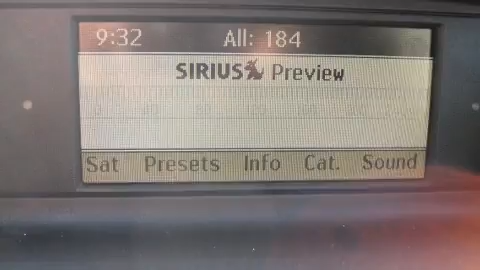 9:32 All: 184
SIRIUS Preview
Sat Presets Info Cat. Sound